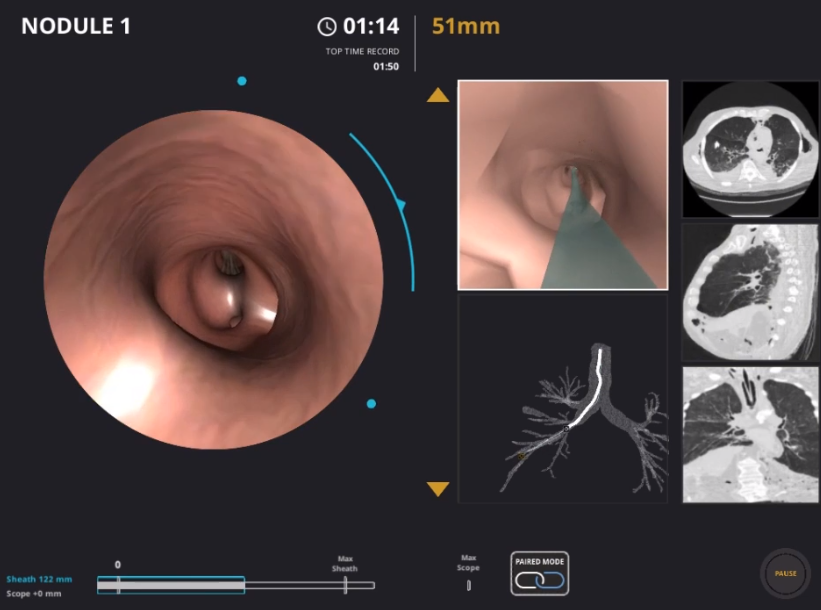 NODULE 1
01:14
TOP TIME RECORD
01:50
51mm
0
Max
Sheath
Sheath 122 mm
Scope +0 mm
Max
Scope
PAIRED MODE
PAUSE